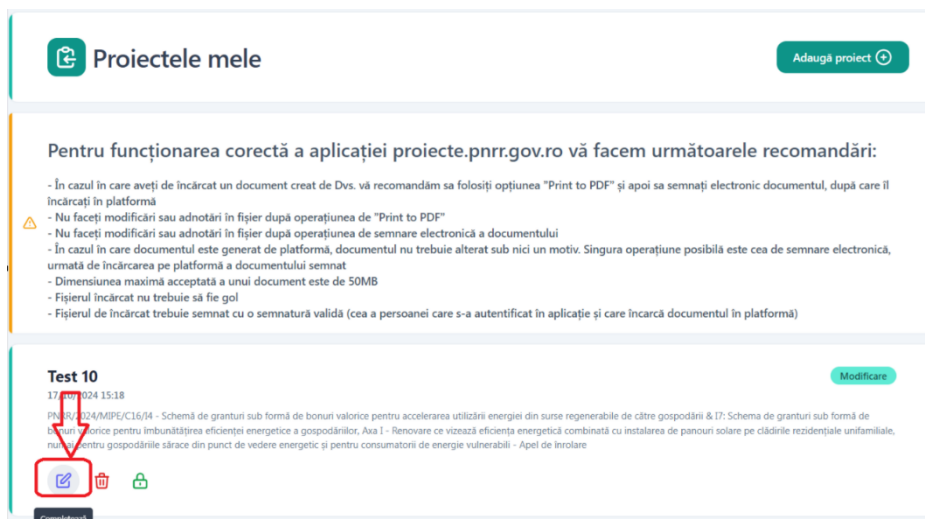 Proiectele mele
Adaugă proiect
Pentru funcționarea corectă a aplicației proiecte.pnrr.gov.ro vă facem următoarele recomandări:
- În cazul în care aveți de încărcat un document creat de Dvs. vă recomandăm sa folosiți opțiunea "Print to PDF" și apoi sa semnați electronic documentul, după care îl
încărcați în platformă
- Nu faceți modificări sau adnotări în fișier după operațiunea de "Print to PDF"
- Nu faceți modificări sau adnotări în fișier după operațiunea de semnare electronică a documentului
- În cazul în care documentul este generat de platformă, documentul nu trebuie alterat sub nici un motiv. Singura operațiune posibilă este cea de semnare electronică,
urmată de încărcarea pe platformă a documentului semnat
- Dimensiunea maximă acceptată a unui document este de 50MB
- Fișierul încărcat nu trebuie să fie gol
- Fișierul de încărcat trebuie semnat cu o semnatură validă (cea a persoanei care s-a autentificat în aplicație și care încarcă documentul în platformă)
Test 10
Modificare
17/10/2024 15:18
PNRR/2024/MIPE/C16/I4 - Schemă de granturi sub formă de bonuri valorice pentru accelerarea utilizării energiei din surse regenerabile de către gospodării & I7: Schema de granturi sub formă de
bonuri valorice pentru îmbunătățirea eficienței energetice a gospodăriilor, Axa I - Renovare ce vizează eficiența energetică combinată cu instalarea de panouri solare pe clădirile rezidențiale unifamiliale,
numai pentru gospodăriile sărace din punct de vedere energetic și pentru consumatorii de energie vulnerabili - Apel de înrolare
Completează